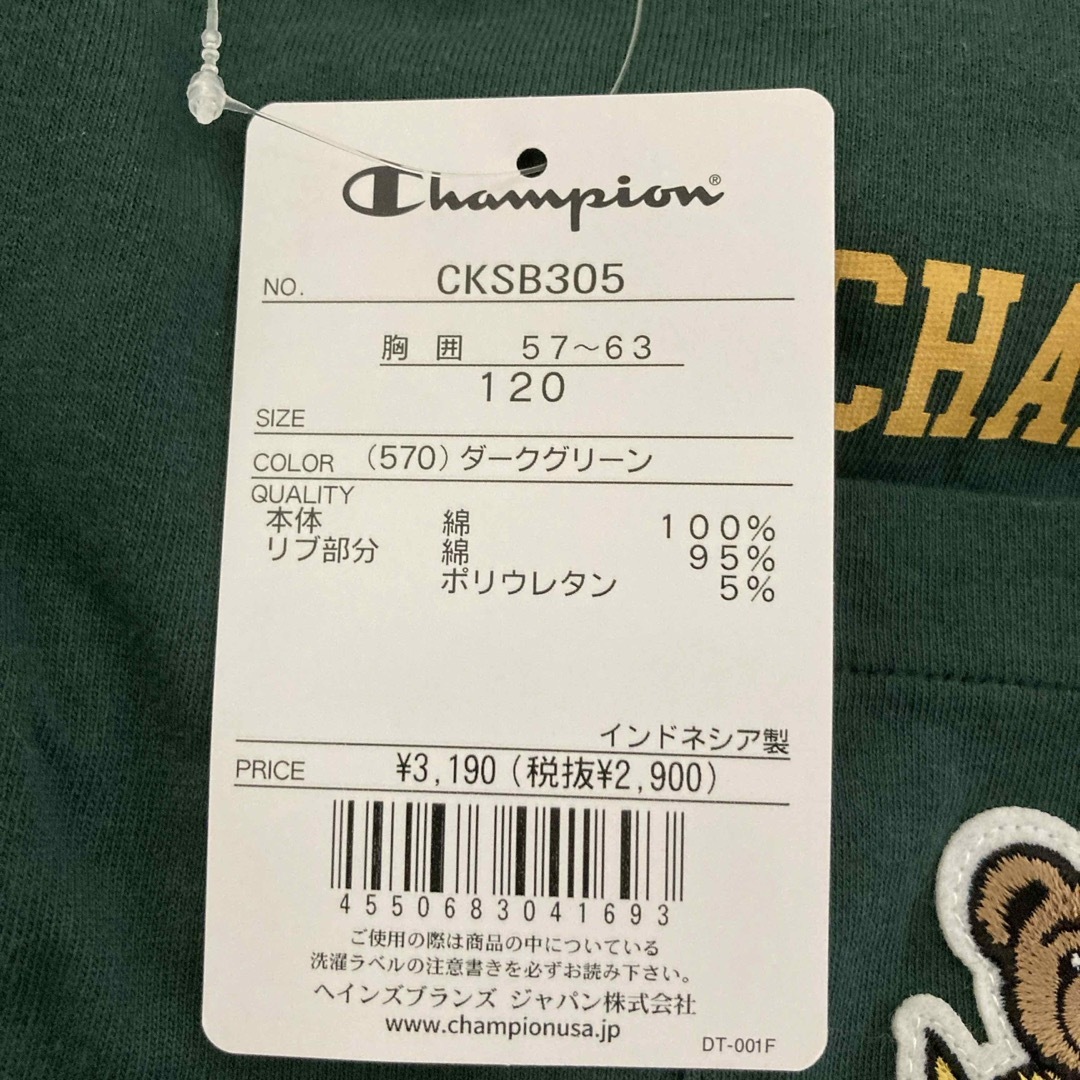 Champion®
NO. CKSB305
胸 囲 57〜63
120
SIZE
COLOR (570)ダークグリーン
QUALITY
本体 綿 100%
リブ部分 綿 95%
ポリウレタン 5%
インドネシア製
PRICE ¥3,190(税抜¥2,900)
4550683041693
ご使用の際は商品の中についている
洗濯ラベルの注意書きを必ずお読み下さい。
ヘインズブランズ ジャパン株式会社
www.championusa.jp
DT-001F
CHA